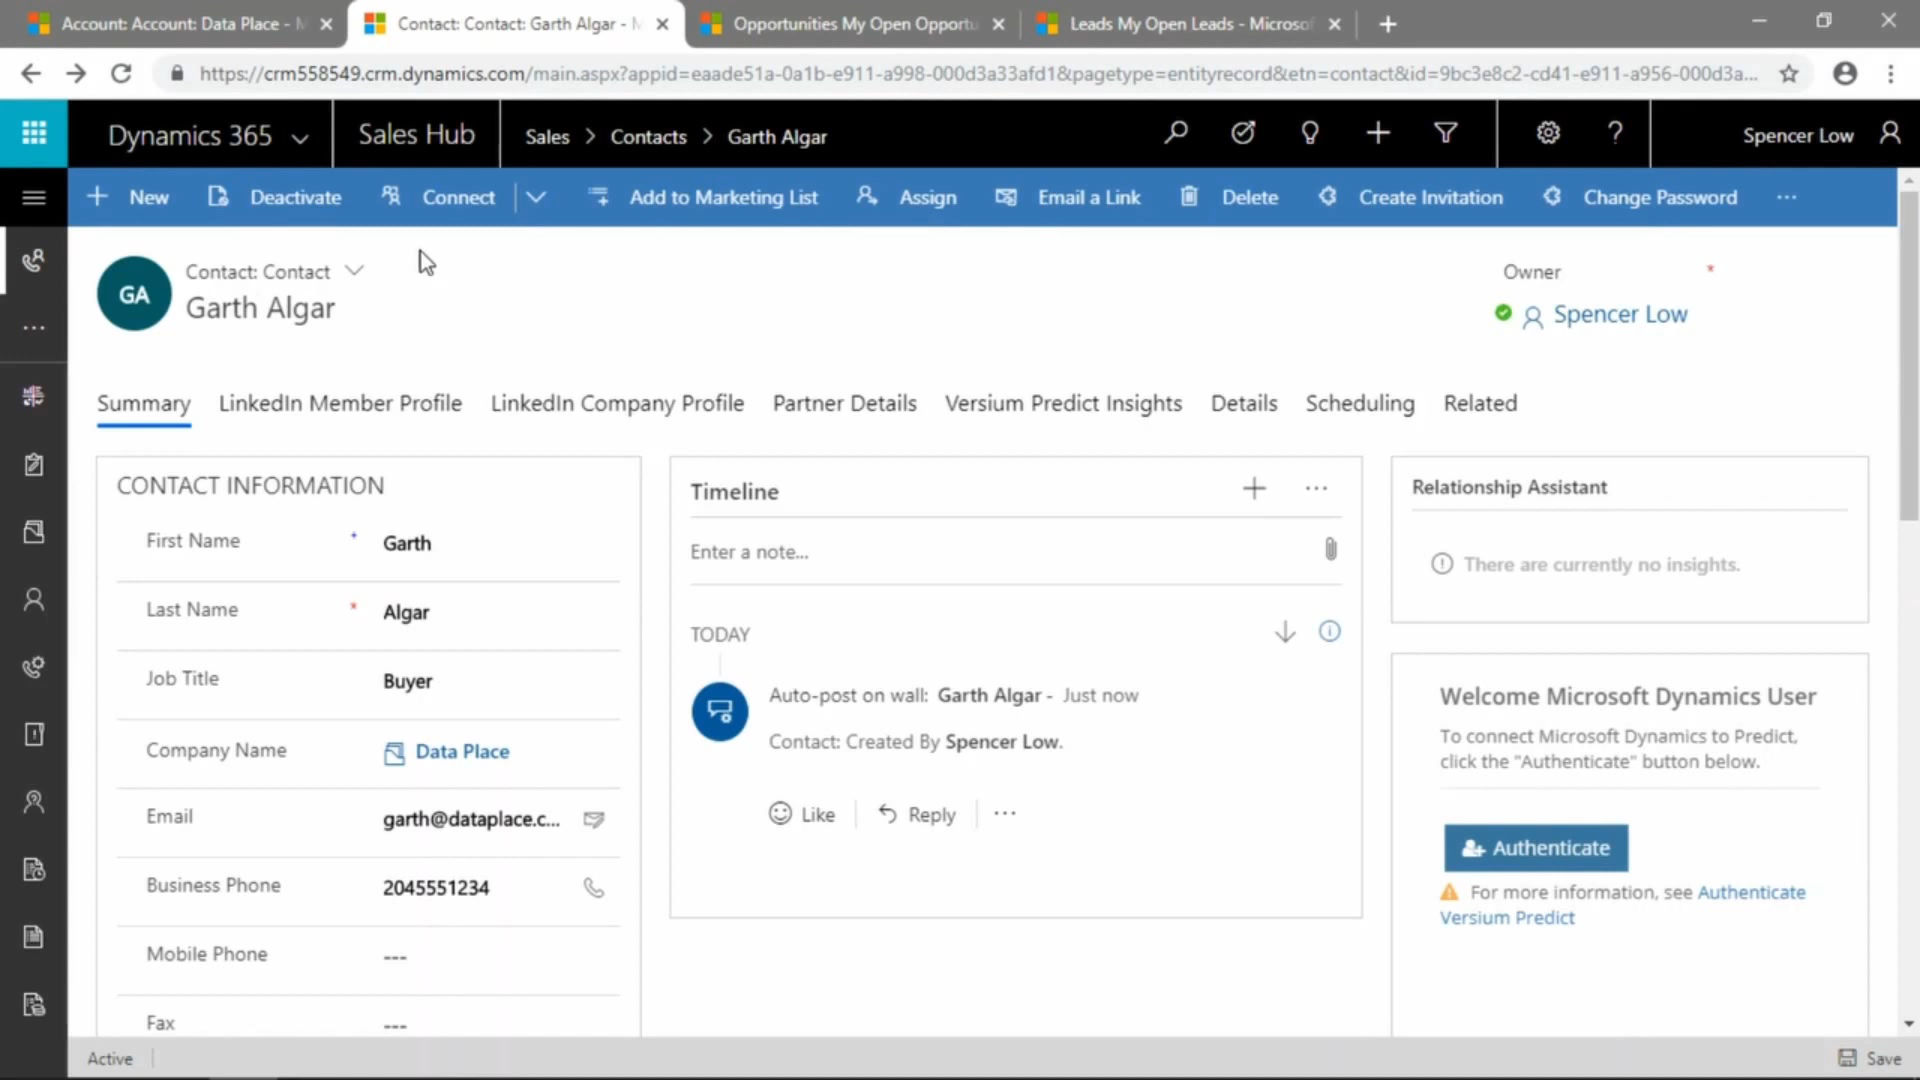 Account: Account: Data Place -
Contact: Contact: Garth Algar -
Opportunities My Open Opportu
Leads My Open Leads - Microsof
https://crm558549.crm.dynamics.com/main.aspx?appid=eaade51a-0a1b-e911-a998-000d3a33afd1&pagetype=entityrecord&etn=contact&id=9bc3e8c2-cd41-e911-a956-000d3a...
Dynamics 365
Sales Hub
Sales > Contacts > Garth Algar
Spencer Low
New
Deactivate
Connect
Add to Marketing List
Assign
Email a Link
Delete
Create Invitation
Change Password
...
GA
Contact: Contact
Garth Algar
Owner *
Spencer Low
Summary
LinkedIn Member Profile
LinkedIn Company Profile
Partner Details
Versium Predict Insights
Details
Scheduling
Related
CONTACT INFORMATION
First Name + Garth
Last Name * Algar
Job Title Buyer
Company Name Data Place
Email garth@dataplace.c...
Business Phone 2045551234
Mobile Phone ---
Fax ---
Timeline
Enter a note...
TODAY
Auto-post on wall: Garth Algar - Just now
Contact: Created By Spencer Low.
Like
Reply
...
Relationship Assistant
There are currently no insights.
Welcome Microsoft Dynamics User
To connect Microsoft Dynamics to Predict,
click the "Authenticate" button below.
Authenticate
For more information, see Authenticate
Versium Predict
Active
Save